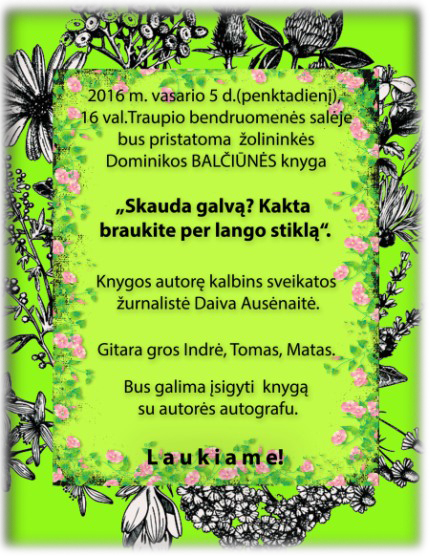 2016 m. vasario 5 d.(penktadienį)
16 val.Traupio bendruomenės salėje
bus pristatoma žolininkės
Dominikos BALČIŪNĖS knyga
„Skauda galvą? Kakta
braukite per lango stiklą“.
Knygos autorę kalbins sveikatos
žurnalistė Daiva Ausėnaitė.
Gitara gros Indrė, Tomas, Matas.
Bus galima įsigyti knygą
su autorės autografu.
L a u k i a m e!